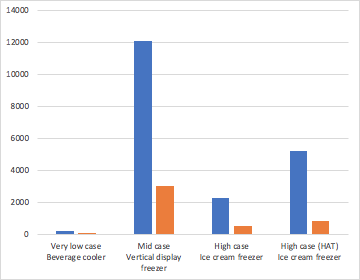 14000
12000
10000
8000
6000
4000
2000
0
Very low case
Beverage cooler
Mid case
Vertical display
freezer
High case
Ice cream freezer
High case (HAT)
Ice cream freezer